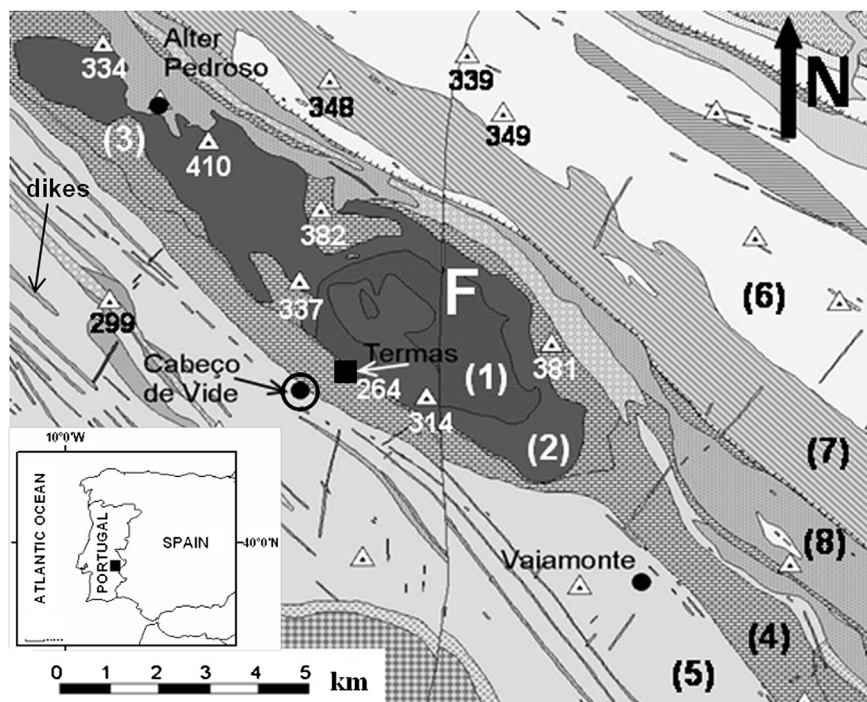 Alter
Pedroso
334
(3)
410
348
339
349
N
dikes
382
F
(6)
299
337
Cabeço
de Vide
Termas
264
(1)
381
314
(2)
(7)
10°0'W
ATLANTIC OCEAN
PORTUGAL
SPAIN
40°0'N
Vaiamonte
(8)
(4)
(5)
0 1 2 3 4 5
km